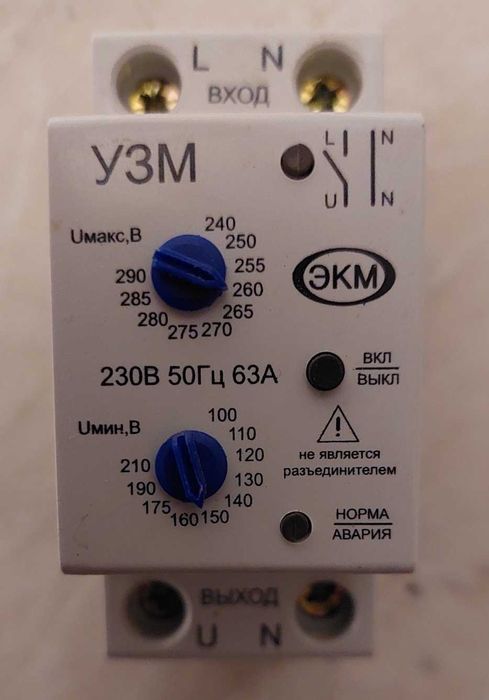 L N
ВХОД
УЗМ
L N
U N
Uмакс,В
240
250
255
260
265
270
275
280
285
290
ЭКМ
230В 50Гц 63А
ВКЛ
ВЫКЛ
Uмин,В
100
110
120
130
140
150
160
175
190
210
!
не является
разъединителем
НОРМА
АВАРИЯ
ВЫХОД
U N